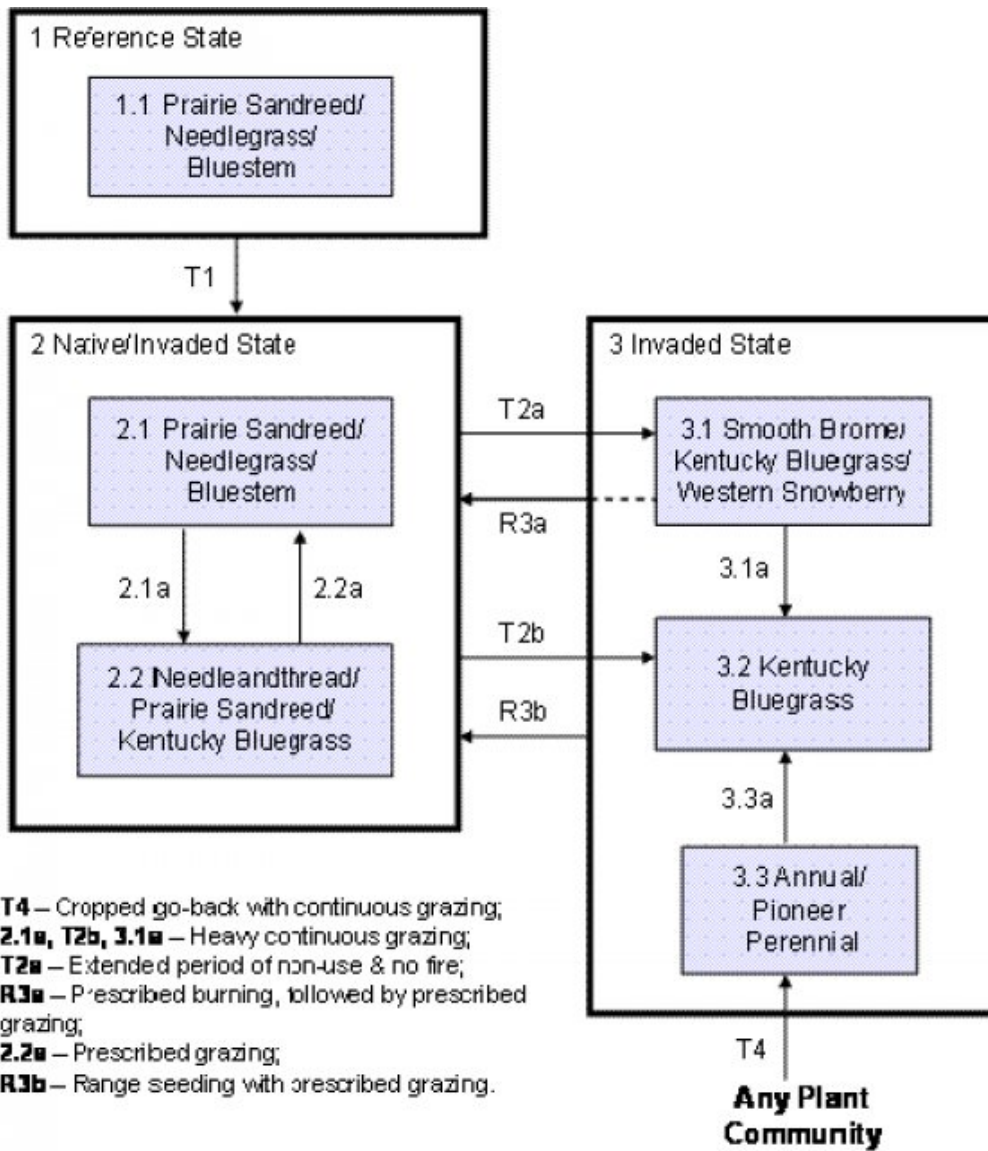 1 Reference State
1.1 Prairie Sandreed/
Needlegrass/
Bluestem
T1
2 Native/Invaded State
2.1 Prairie Sandreed/
Needlegrass/
Bluestem
2.1a
2.2a
2.2 Needleandthread/
Prairie Sandreed/
Kentucky Bluegrass
T2a
R3a
T2b
R3b
3 Invaded State
3.1 Smooth Brome/
Kentucky Bluegrass/
Western Snowberry
3.1a
3.2 Kentucky
Bluegrass
3.3a
3.3 Annual/
Pioneer
Perennial
T4
Any Plant
Community
T4 – Cropped go-back with continuous grazing;
2.1a, T2b, 3.1a – Heavy continuous grazing;
T2a – Extended period of non-use & no fire;
R3a – Prescribed burning, followed by prescribed
grazing;
2.2a – Prescribed grazing;
R3b – Range seeding with prescribed grazing.